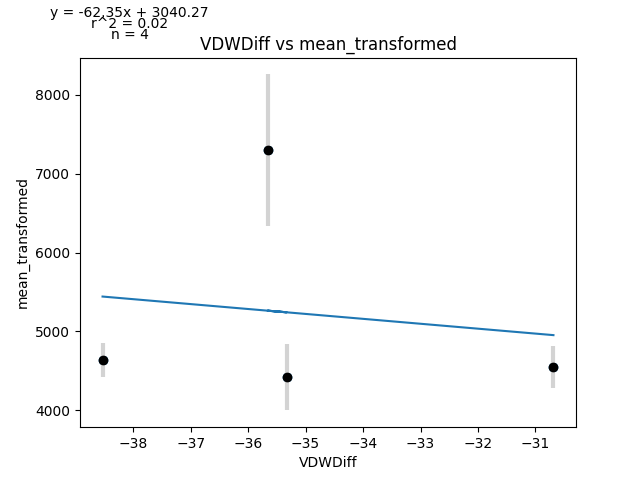 y = -62.35x + 3040.27
r^2 = 0.02
n = 4
VDWDiff vs mean_transformed
8000
7000
6000
5000
4000
mean_transformed
−38 −37 −36 −35 −34 −33 −32 −31
VDWDiff